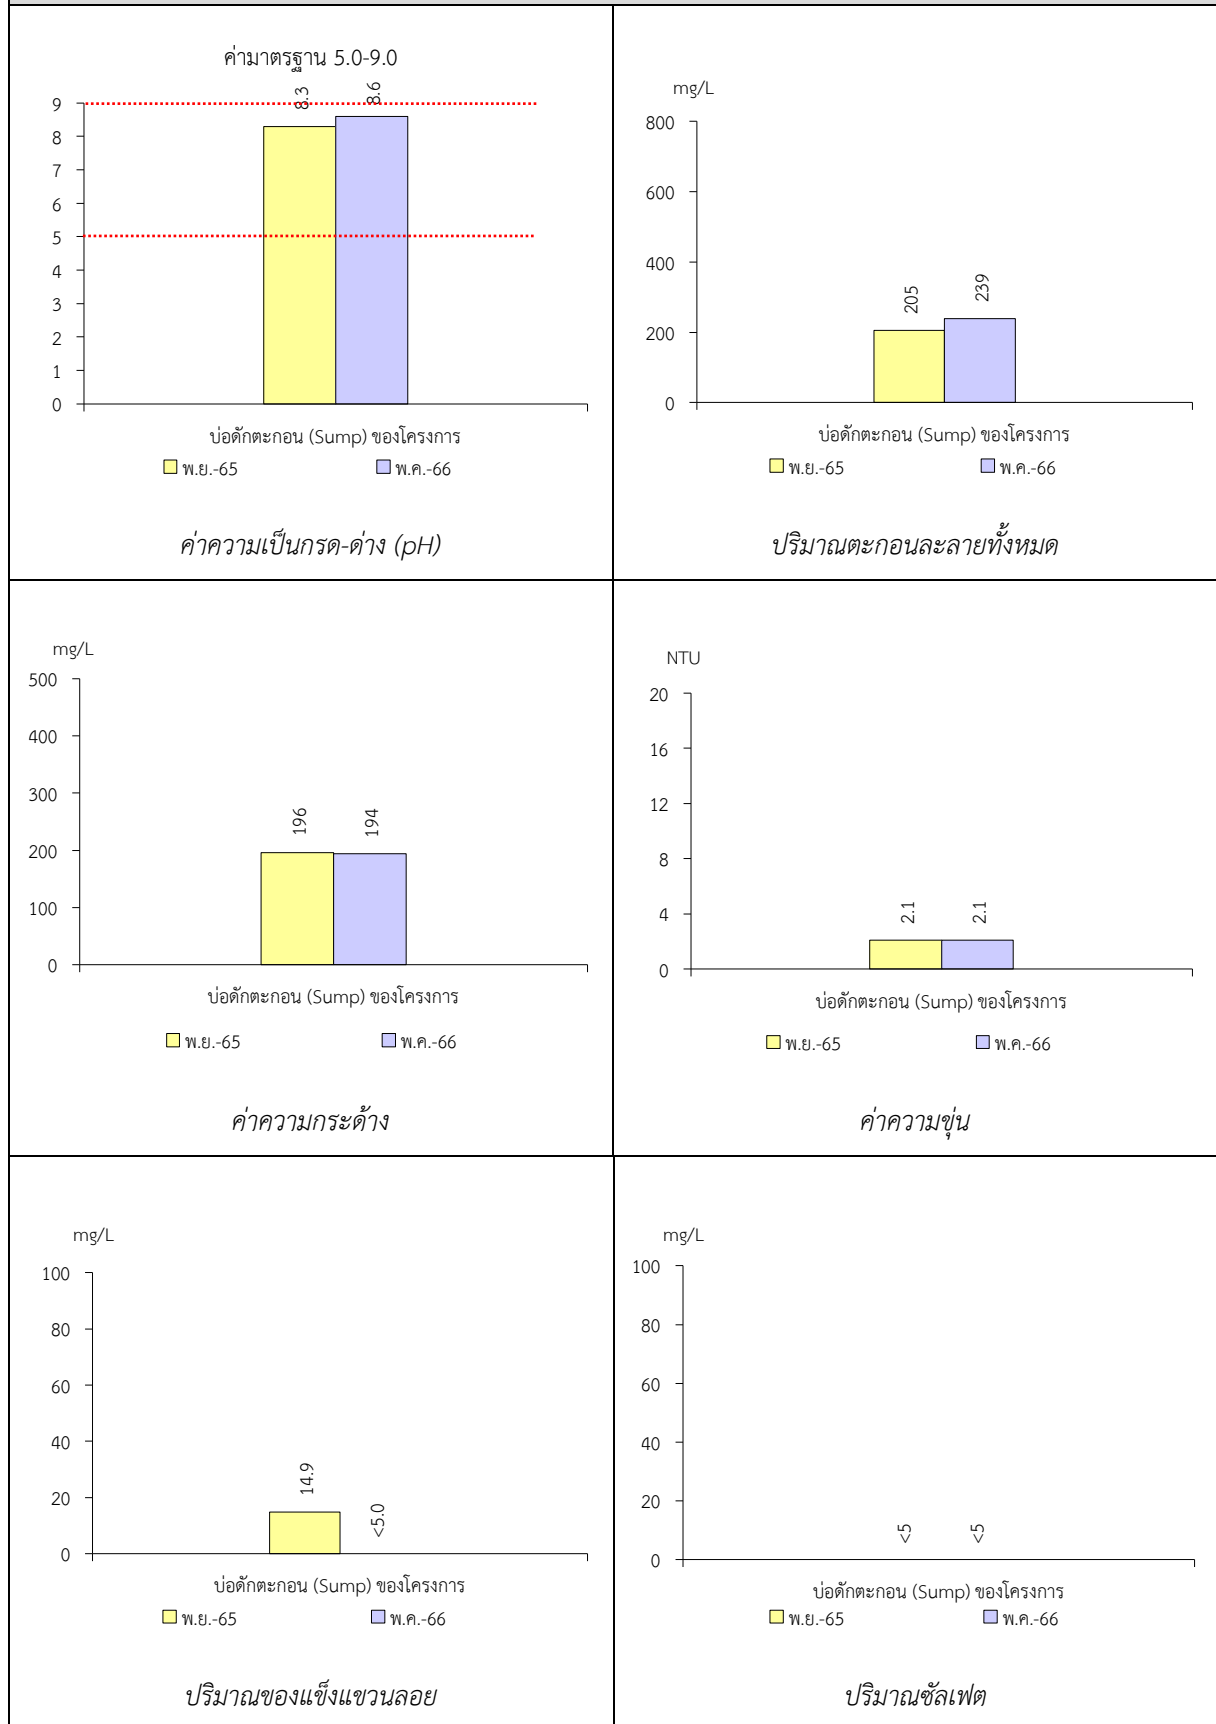 ค่ามาตรฐาน 5.0-9.0
9
8
7
6
5
4
3
2
1
0
8.3
8.6
บ่อดักตะกอน (Sump) ของโครงการ
พ.ย.-65 พ.ค.-66
ค่าความเป็นกรด-ด่าง (pH)
mg/L
800
600
400
200
0
205
239
บ่อดักตะกอน (Sump) ของโครงการ
พ.ย.-65 พ.ค.-66
ปริมาณตะกอนละลายทั้งหมด
mg/L
500
400
300
200
100
0
196
194
บ่อดักตะกอน (Sump) ของโครงการ
พ.ย.-65 พ.ค.-66
ค่าความกระด้าง
NTU
20
16
12
8
4
0
2.1
2.1
บ่อดักตะกอน (Sump) ของโครงการ
พ.ย.-65 พ.ค.-66
ค่าความขุ่น
mg/L
100
80
60
40
20
0
14.9
<5.0
บ่อดักตะกอน (Sump) ของโครงการ
พ.ย.-65 พ.ค.-66
ปริมาณของแข็งแขวนลอย
mg/L
100
80
60
40
20
0
<5
<5
บ่อดักตะกอน (Sump) ของโครงการ
พ.ย.-65 พ.ค.-66
ปริมาณซัลเฟต